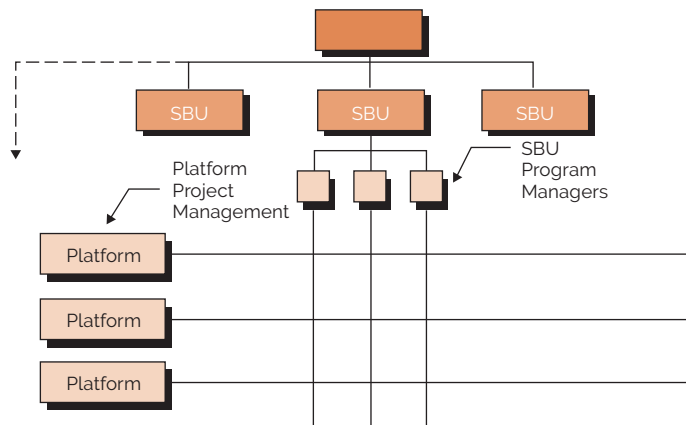 SBU
SBU
SBU
SBU
Program
Managers
Platform
Project
Management
Platform
Platform
Platform